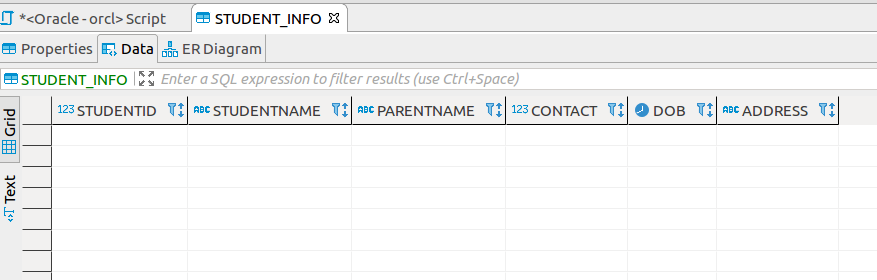 *<Oracle - orcl> Script STUDENT_INFO
Properties Data ER Diagram
STUDENT_INFO Enter a SQL expression to filter results (use Ctrl+Space)
123 STUDENTID ABC STUDENTNAME ABC PARENTNAME 123 CONTACT DOB ABC ADDRESS
Grid
Text